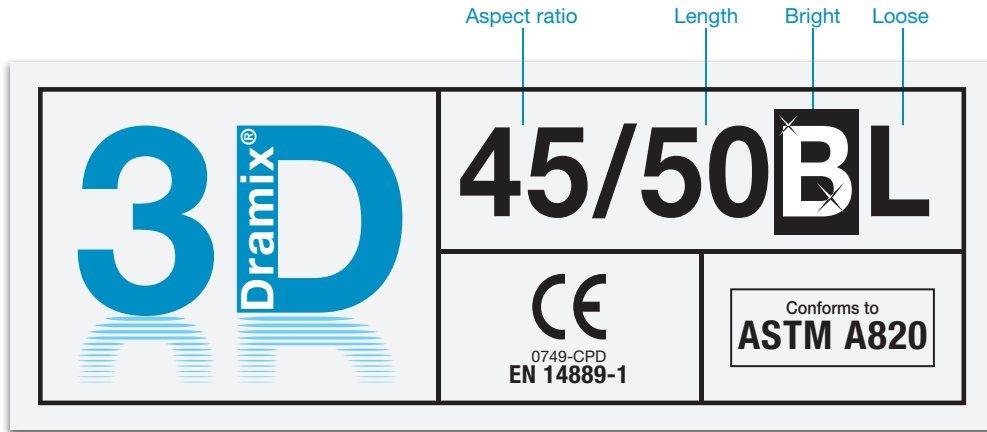 Aspect ratio Length Bright Loose
3D Dramix®
45/50BL
CE
0749-CPD
EN 14889-1
Conforms to
ASTM A820